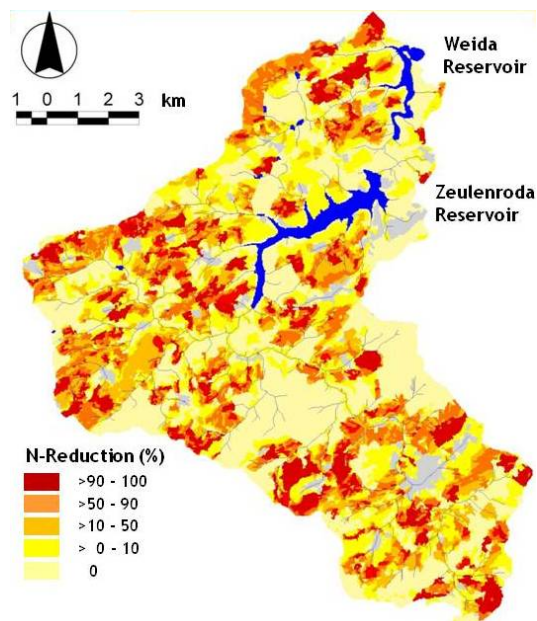 Weida
Reservoir
1 0 1 2 3 km
Zeulenroda
Reservoir
N-Reduction (%)
>90 - 100
>50 - 90
>10 - 50
> 0 - 10
0